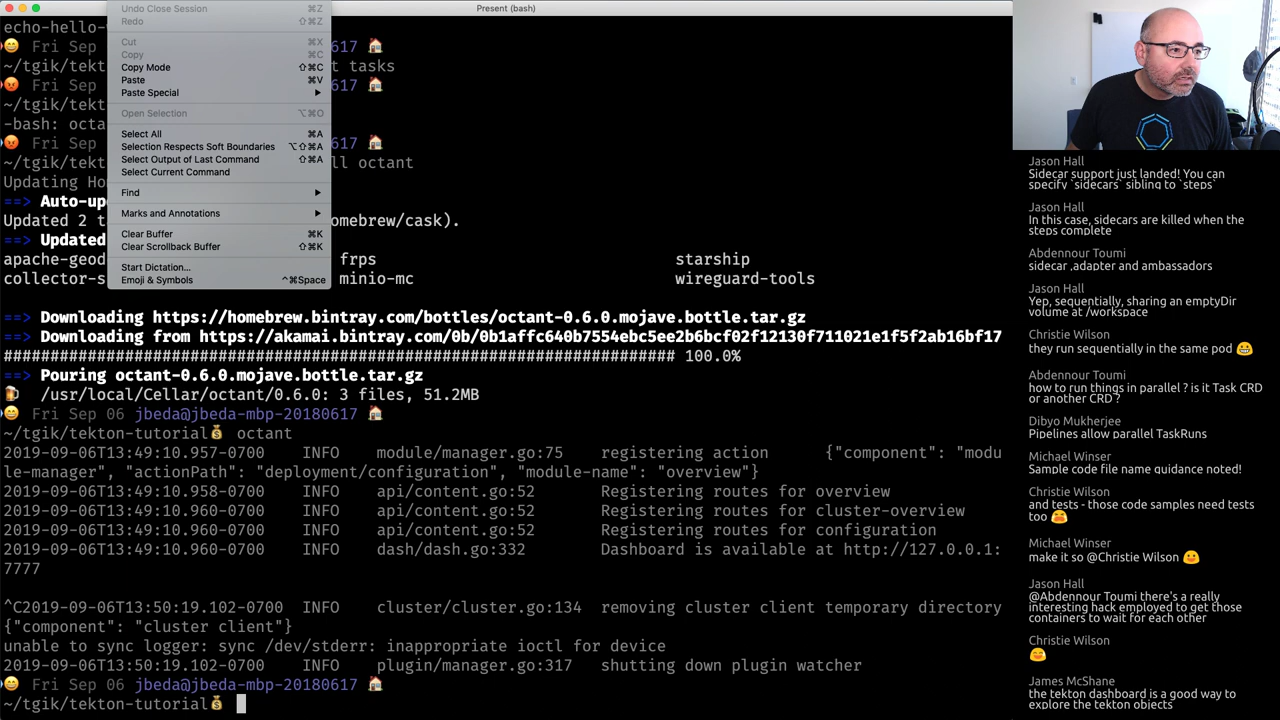 Present (bash)
echo-hello-
Fri Sep
617
~/tgik/tekt
t tasks
Fri Sep
617
~/tgik/tekt
-bash: octa
Fri Sep
617
~/tgik/tekt
ll octant
Updating Ho
==> Auto-up
Updated 2 t
omebrew/cask).
==> Updated
apache-geod
frps
starship
collector-s
minio-mc
wireguard-tools
Undo Close Session ⌘Z
Redo ⇧⌘Z
Cut ⌘X
Copy ⌘C
Copy Mode ⇧⌘C
Paste ⌘V
Paste Special ▶
Open Selection ⌥⌘O
Select All ⌘A
Selection Respects Soft Boundaries ⌥⇧⌘A
Select Output of Last Command ⇧⌘A
Select Current Command
Find ▶
Marks and Annotations ▶
Clear Buffer ⌘K
Clear Scrollback Buffer ⇧⌘K
Start Dictation...
Emoji & Symbols ^⌘Space
==> Downloading https://homebrew.bintray.com/bottles/octant-0.6.0.mojave.bottle.tar.gz
==> Downloading from https://akamai.bintray.com/0b/0b1affc640b7554ebc5ee2b6bcf02f12130f711021e1f5f2ab16bf17
######################################################################## 100.0%
==> Pouring octant-0.6.0.mojave.bottle.tar.gz
🍺 /usr/local/Cellar/octant/0.6.0: 3 files, 51.2MB
😄 Fri Sep 06 jbeda@jbeda-mbp-20180617 🏠
~/tgik/tekton-tutorial💰 octant
2019-09-06T13:49:10.957-0700 INFO module/manager.go:75 registering action {"component": "modu
le-manager", "actionPath": "deployment/configuration", "module-name": "overview"}
2019-09-06T13:49:10.958-0700 INFO api/content.go:52 Registering routes for overview
2019-09-06T13:49:10.960-0700 INFO api/content.go:52 Registering routes for cluster-overview
2019-09-06T13:49:10.960-0700 INFO api/content.go:52 Registering routes for configuration
2019-09-06T13:49:10.960-0700 INFO dash/dash.go:332 Dashboard is available at http://127.0.0.1:
7777
^C2019-09-06T13:50:19.102-0700 INFO cluster/cluster.go:134 removing cluster client temporary directory
{"component": "cluster client"}
unable to sync logger: sync /dev/stderr: inappropriate ioctl for device
2019-09-06T13:50:19.102-0700 INFO plugin/manager.go:317 shutting down plugin watcher
😄 Fri Sep 06 jbeda@jbeda-mbp-20180617 🏠
~/tgik/tekton-tutorial💰
Jason Hall
Sidecar support just landed! You can
specify `sidecars` sibling to `steps`
Jason Hall
In this case, sidecars are killed when the
steps complete
Abdennour Toumi
sidecar ,adapter and ambassadors
Jason Hall
Yep, sequentially, sharing an emptyDir
volume at /workspace
Christie Wilson
they run sequentially in the same pod 😀
Abdennour Toumi
how to run things in parallel ? is it Task CRD
or another CRD ?
Dibyo Mukherjee
Pipelines allow parallel TaskRuns
Michael Winser
Sample code file name guidance noted!
Christie Wilson
and tests - those code samples need tests
too 😫
Michael Winser
make it so @Christie Wilson 😃
Jason Hall
@Abdennour Toumi there's a really
interesting hack employed to get those
containers to wait for each other
Christie Wilson
😄
James McShane
the tekton dashboard is a good way to
explore the tekton objects